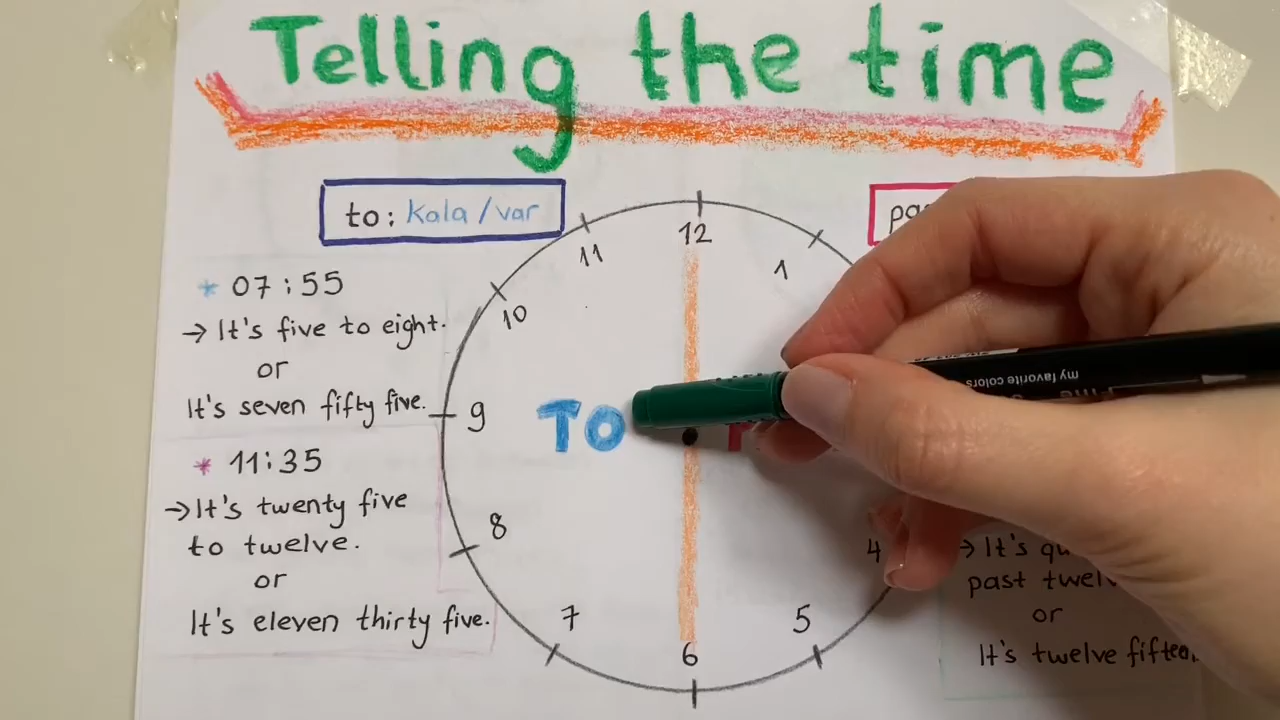 Telling the time
to: Kala/var
12
11
1
10
* 07:55
→ It's five to eight.
or
It's seven fifty five.
9
TO
my favorite colors
* 11:35
→ It's twenty five
to twelve.
or
It's eleven thirty five.
8
4
7
5
6
→ It's
past
or
It's twelve fifteen.